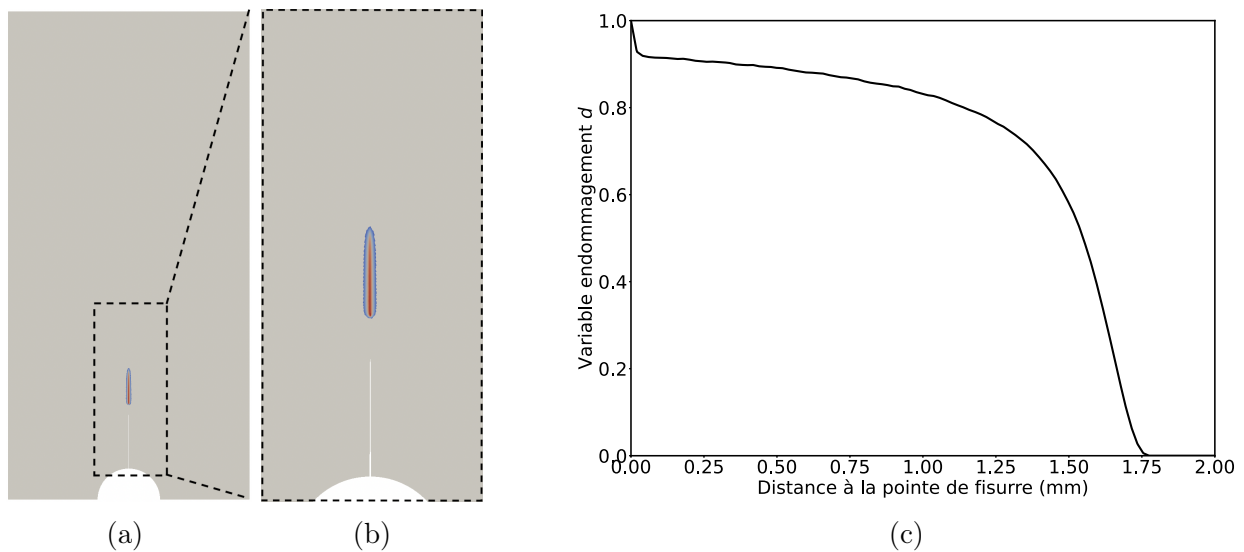 1.0
0.8
0.6
0.4
0.2
0.0
Variable endommagement d
0.00 0.25 0.50 0.75 1.00 1.25 1.50 1.75 2.00
Distance à la pointe de fisurre (mm)
(a) (b) (c)